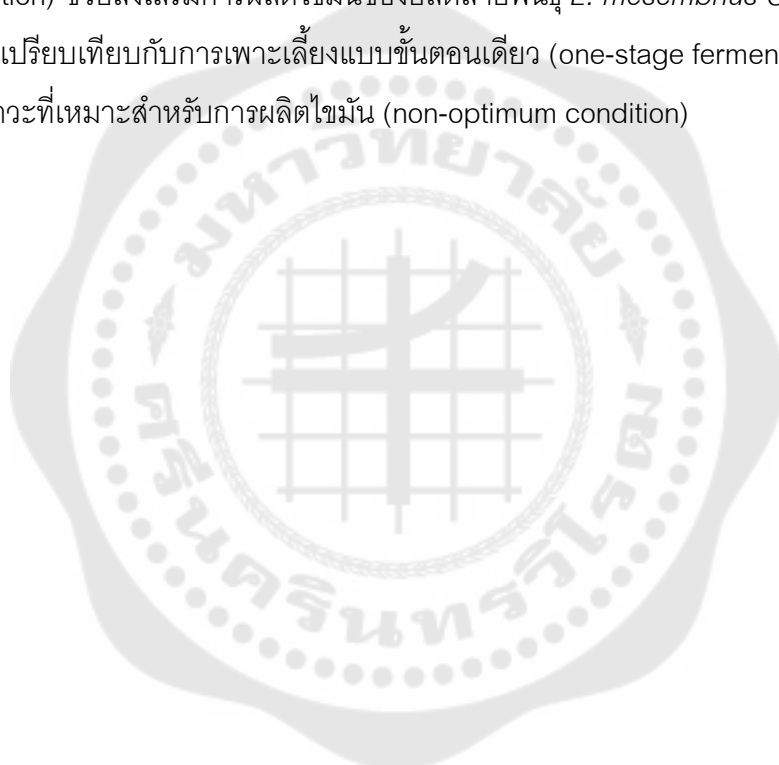 ช่วยส่งเสริมการผลิตไขมันของยีสต์สายพันธุ์
เปรียบเทียบกับการเพาะเลี้ยงแบบขั้นตอนเดียว (one-stage fermen
วะที่เหมาะสำหรับการผลิตไขมัน (non-optimum condition)
มหาวิทยาลัย
ศรีนครินทรวิโรฒ